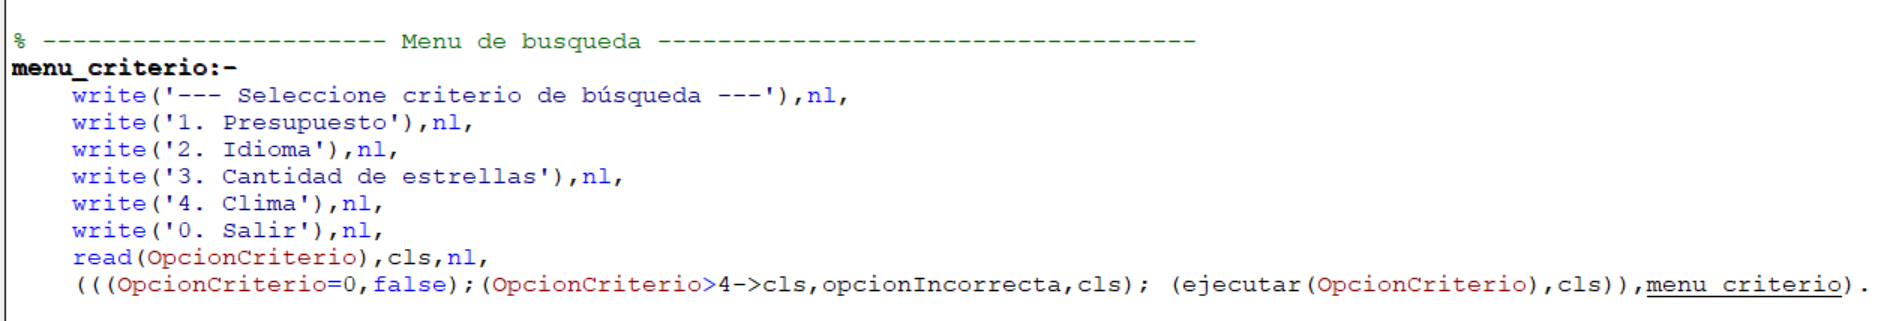 % ----------------------- Menu de busqueda ------------------------------------
menu_criterio:-
    write('--- Seleccione criterio de búsqueda ---'),nl,
    write('1. Presupuesto'),nl,
    write('2. Idioma'),nl,
    write('3. Cantidad de estrellas'),nl,
    write('4. Clima'),nl,
    write('0. Salir'),nl,
    read(OpcionCriterio),cls,nl,
    (((OpcionCriterio=0,false);(OpcionCriterio>4->cls,opcionIncorrecta,cls); (ejecutar(OpcionCriterio),cls)),menu_criterio).